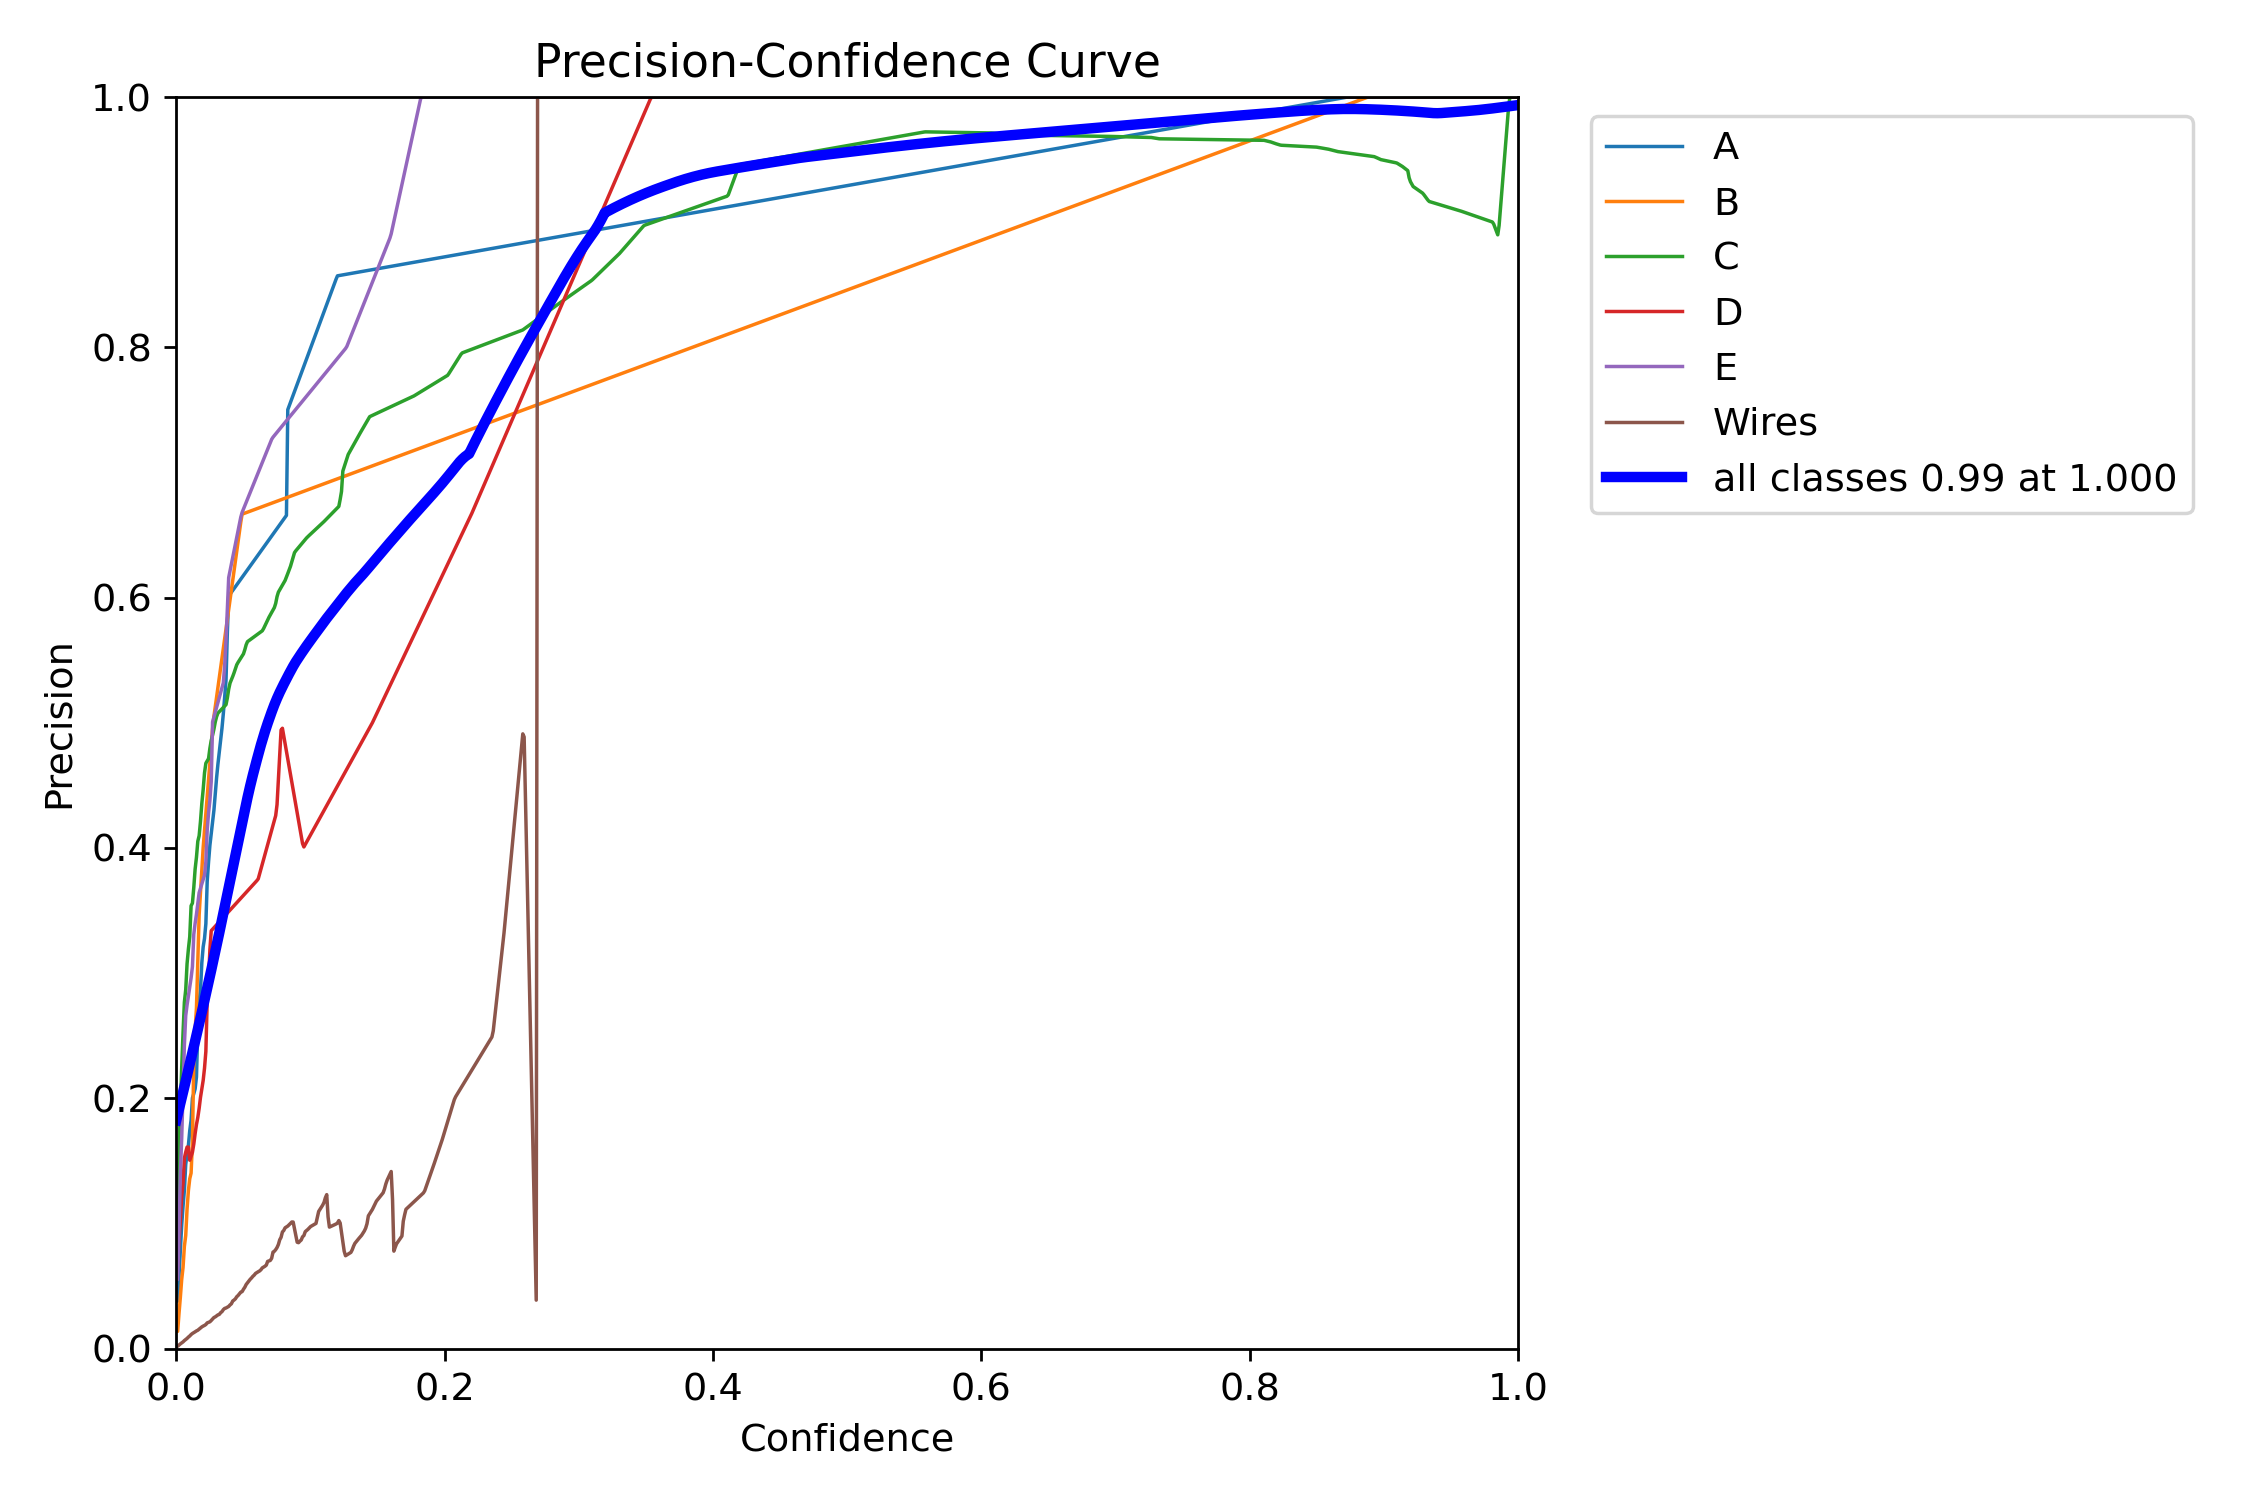 Precision-Confidence Curve
1.0
0.8
0.6
0.4
0.2
0.0
Precision
0.0 0.2 0.4 0.6 0.8 1.0
Confidence
A
B
C
D
E
Wires
all classes 0.99 at 1.000